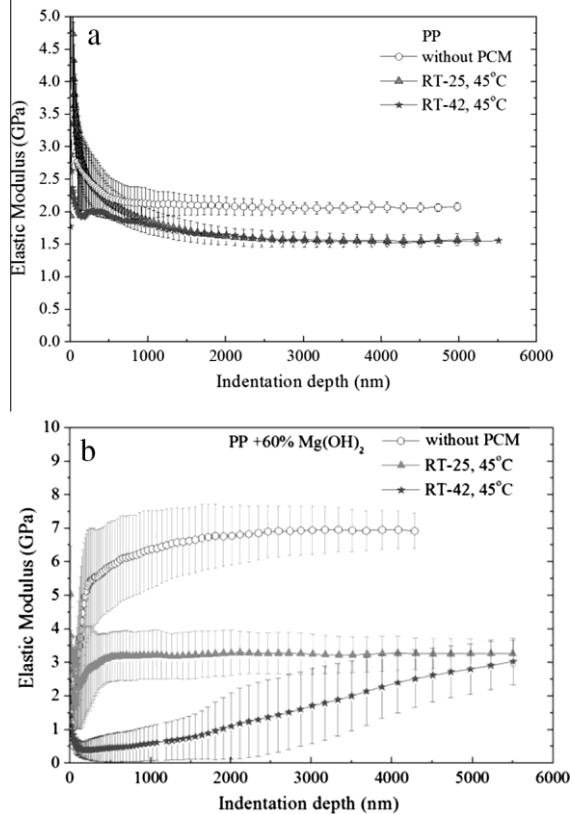 a
PP
without PCM
RT-25, 45°C
RT-42, 45°C
Elastic Modulus (GPa)
5.0
4.5
4.0
3.5
3.0
2.5
2.0
1.5
1.0
0.5
0.0
0 1000 2000 3000 4000 5000 6000
Indentation depth (nm)
b
PP +60% Mg(OH)₂
without PCM
RT-25, 45°C
RT-42, 45°C
Elastic Modulus (GPa)
10
9
8
7
6
5
4
3
2
1
0
0 1000 2000 3000 4000 5000 6000
Indentation depth (nm)